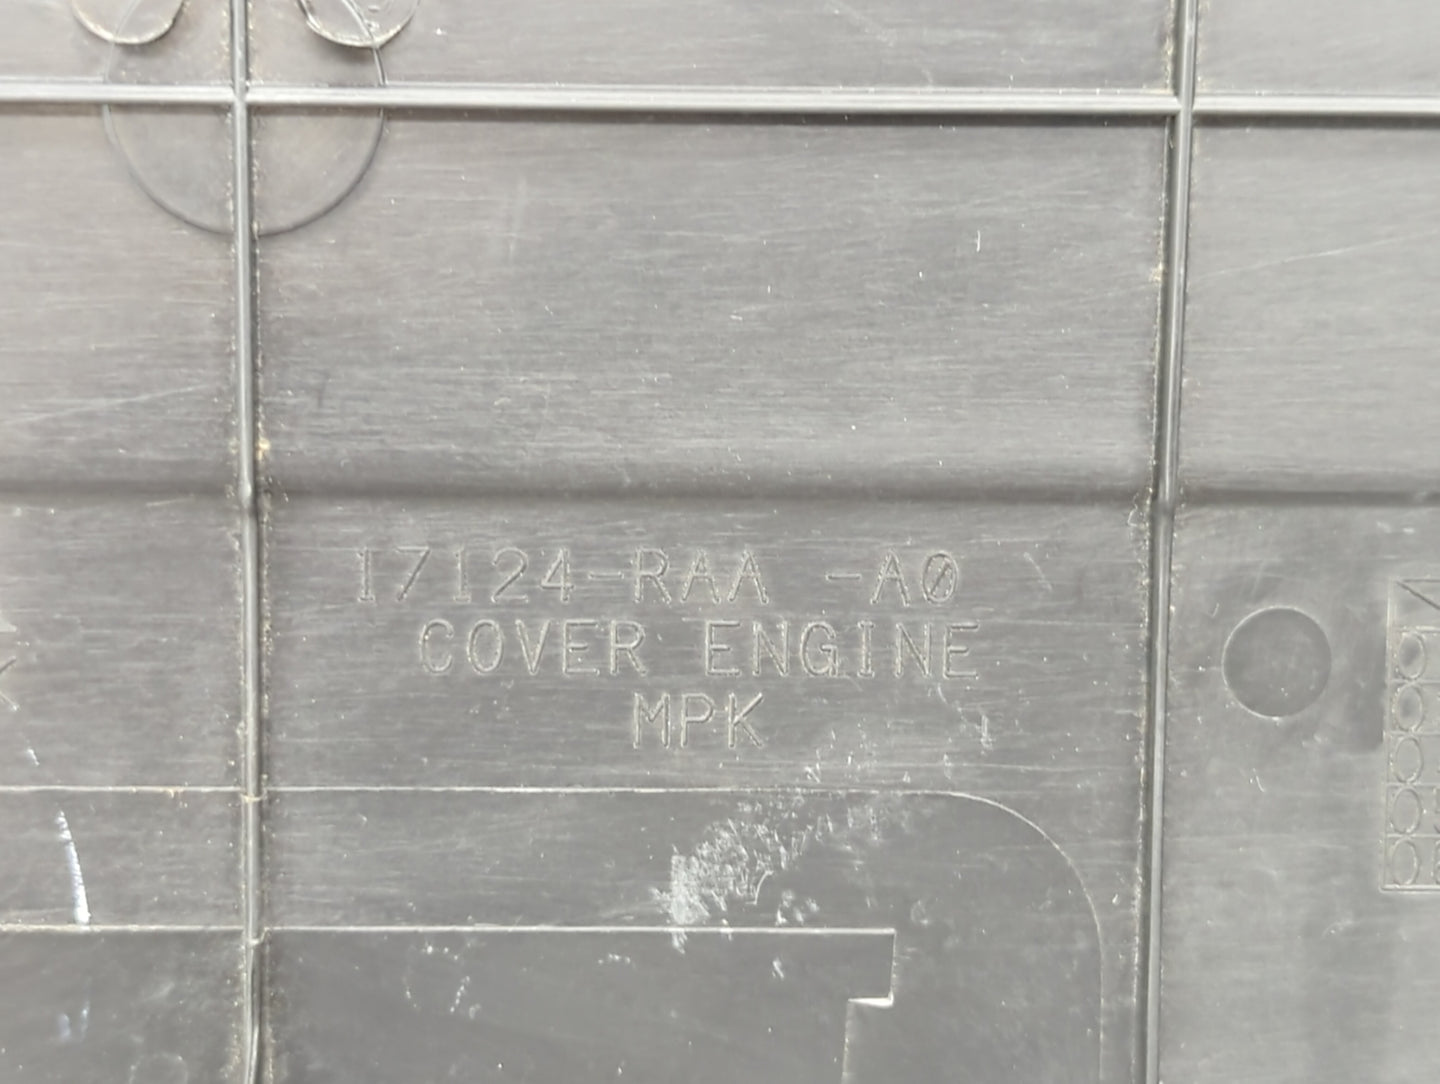 17124-RAA -A0
COVER ENGINE
MPK